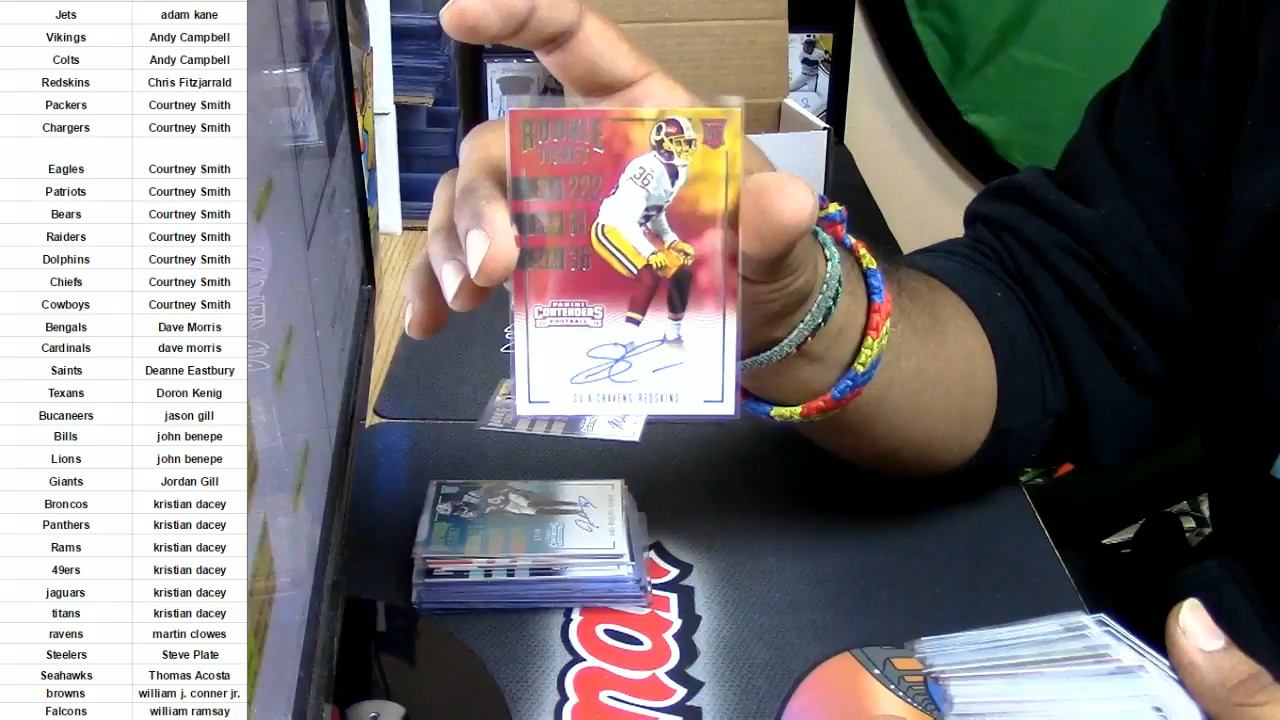 Jets adam kane
Vikings Andy Campbell
Colts Andy Campbell
Redskins Chris Fitzjarrald
Packers Courtney Smith
Chargers Courtney Smith
Eagles Courtney Smith
Patriots Courtney Smith
Bears Courtney Smith
Raiders Courtney Smith
Dolphins Courtney Smith
Chiefs Courtney Smith
Cowboys Courtney Smith
Bengals Dave Morris
Cardinals dave morris
Saints Deanne Eastbury
Texans Doron Kenig
Bucaneers jason gill
Bills john benepe
Lions john benepe
Giants Jordan Gill
Broncos kristian dacey
Panthers kristian dacey
Rams kristian dacey
49ers kristian dacey
jaguars kristian dacey
titans kristian dacey
ravens martin clowes
Steelers Steve Plate
Seahawks Thomas Acosta
browns william j. conner jr.
Falcons william ramsay
ROOKIE
TICKET
222
36
36
PANINI
CONTENDERS
FOOTBALL
SU'A CRAVENS REDSKINS